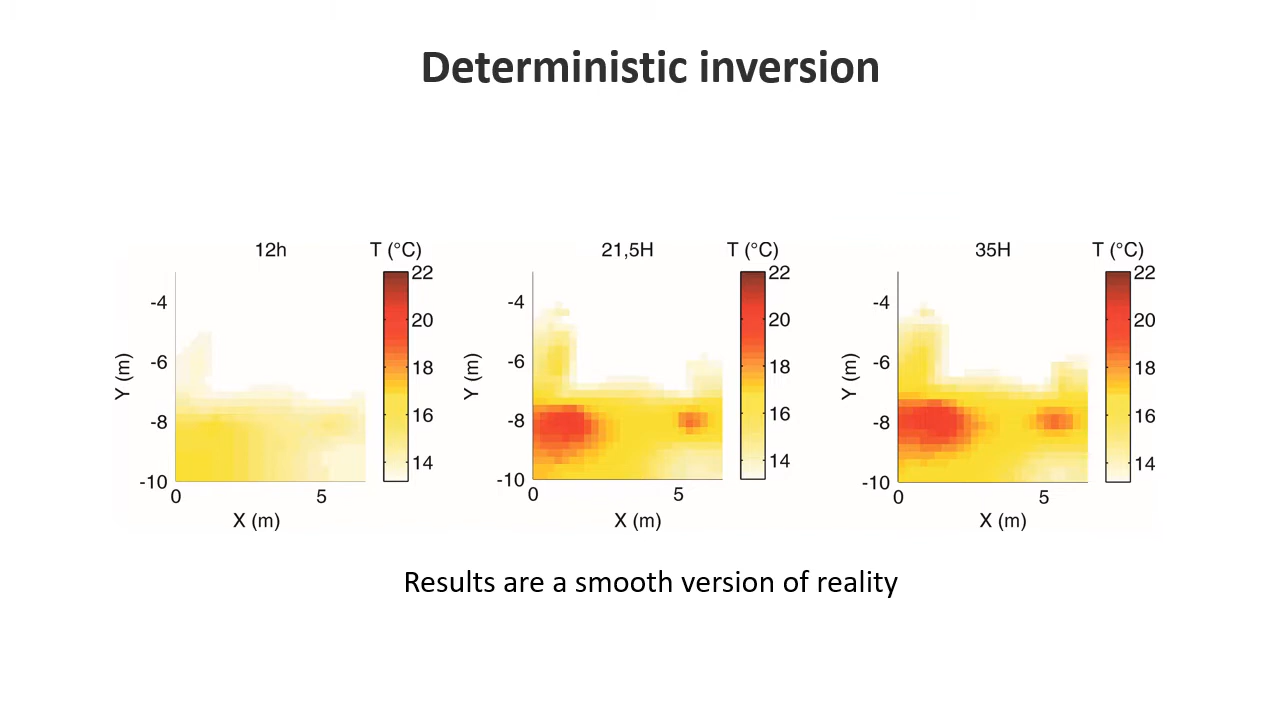 Deterministic inversion
12h T (°C)
21,5H T (°C)
35H T (°C)
22
20
18
16
14
-4
-6
-8
-10
Y (m)
0 5
X (m)
22
20
18
16
14
-4
-6
-8
-10
Y (m)
0 5
X (m)
22
20
18
16
14
-4
-6
-8
-10
Y (m)
0 5
X (m)
Results are a smooth version of reality